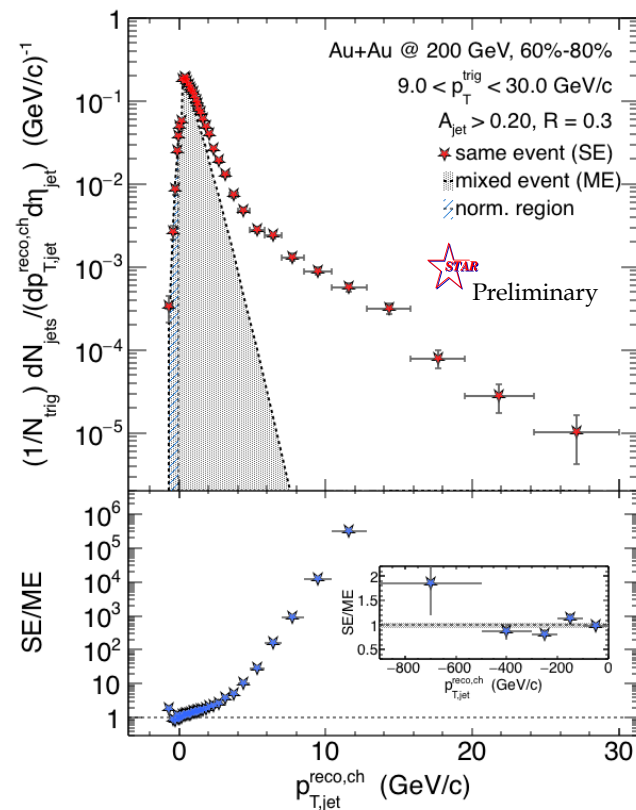 Au+Au @ 200 GeV, 60%-80%
9.0 < p_T^trig < 30.0 GeV/c
A_jet > 0.20, R = 0.3
same event (SE)
mixed event (ME)
norm. region
STAR
Preliminary
(1/N_trig) dN_jets/(dp_T,jet^reco,ch dη_jet) (GeV/c)^-1
10^-1
10^-2
10^-3
10^-4
10^-5
SE/ME
10^6
10^5
10^4
10^3
10^2
10
1
SE/ME
2
1.5
1
0.5
−800 −600 −400 −200 0
p_T,jet^reco,ch (GeV/c)
0 10 20 30
p_T,jet^reco,ch (GeV/c)